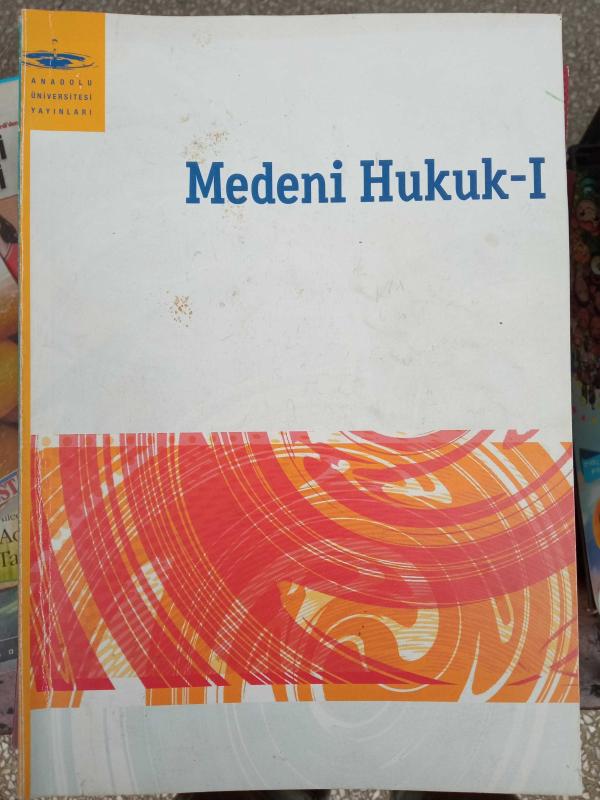 ANADOLU
ÜNİVERSİTESİ
YAYINLARI
Medeni Hukuk-I